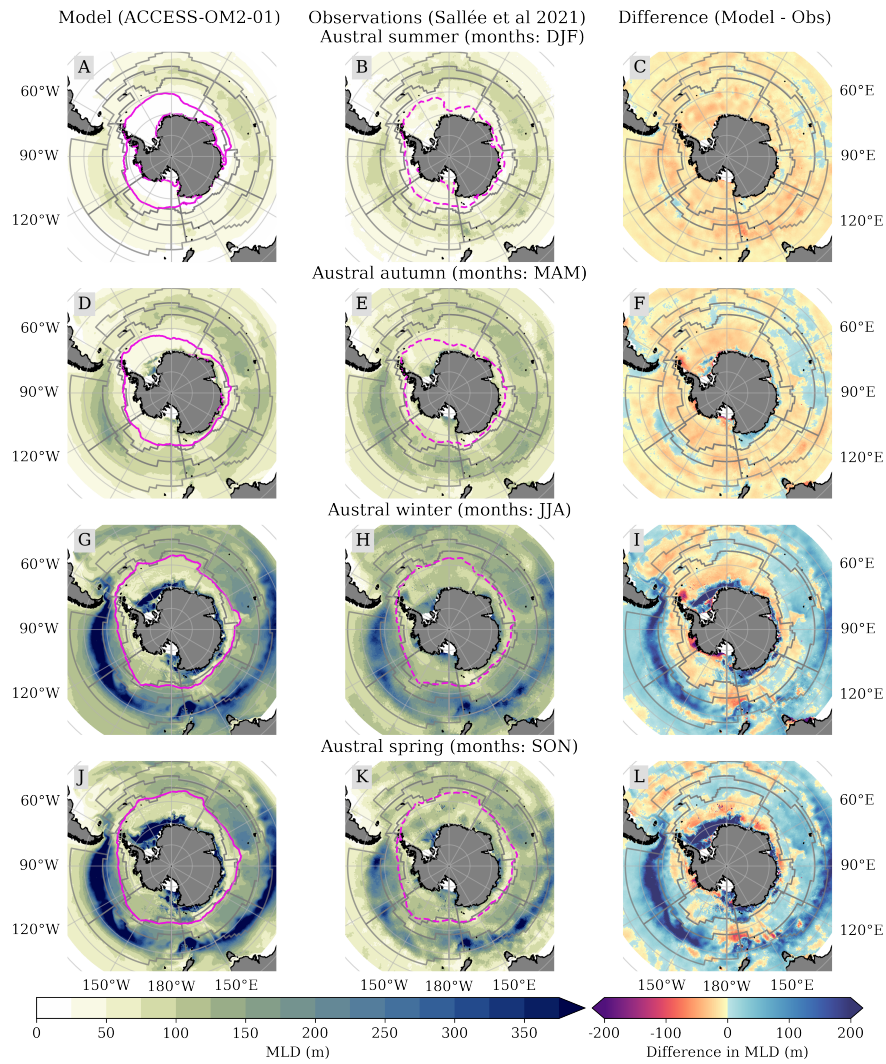 Model (ACCESS-OM2-01) Observations (Sallée et al 2021) Difference (Model - Obs)
Austral summer (months: DJF)
A B C
60°W 60°E
90°W 90°E
120°W 120°E
Austral autumn (months: MAM)
D E F
60°W 60°E
90°W 90°E
120°W 120°E
Austral winter (months: JJA)
G H I
60°W 60°E
90°W 90°E
120°W 120°E
Austral spring (months: SON)
J K L
60°W 60°E
90°W 90°E
120°W 120°E
150°W 180°W 150°E 150°W 180°W 150°E 150°W 180°W 150°E
0 50 100 150 200 250 300 350 -200 -100 0 100 200
MLD (m) Difference in MLD (m)